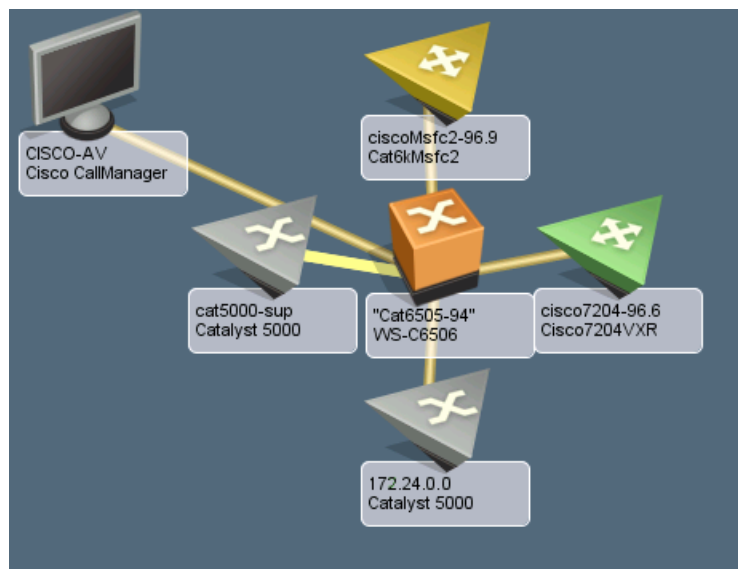 ciscoMsfc2-96.9
Cat6kMsfc2
CISCO-AV
Cisco CallManager
cat5000-sup
Catalyst 5000
"Cat6505-94"
WS-C6506
cisco7204-96.6
Cisco7204VXR
172.24.0.0
Catalyst 5000